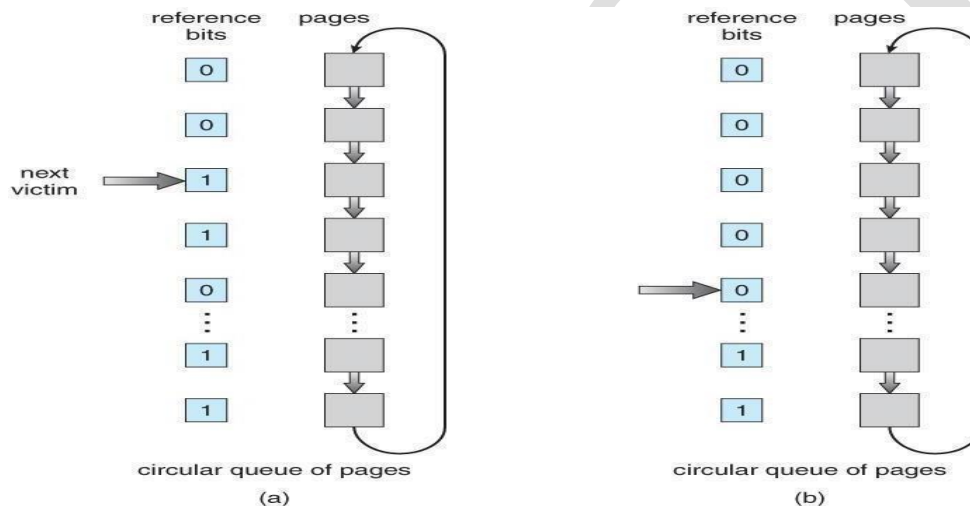 reference bits
pages
0
0
next victim
1
1
0
1
1
circular queue of pages
(a)
reference bits
pages
0
0
0
0
0
1
1
circular queue of pages
(b)